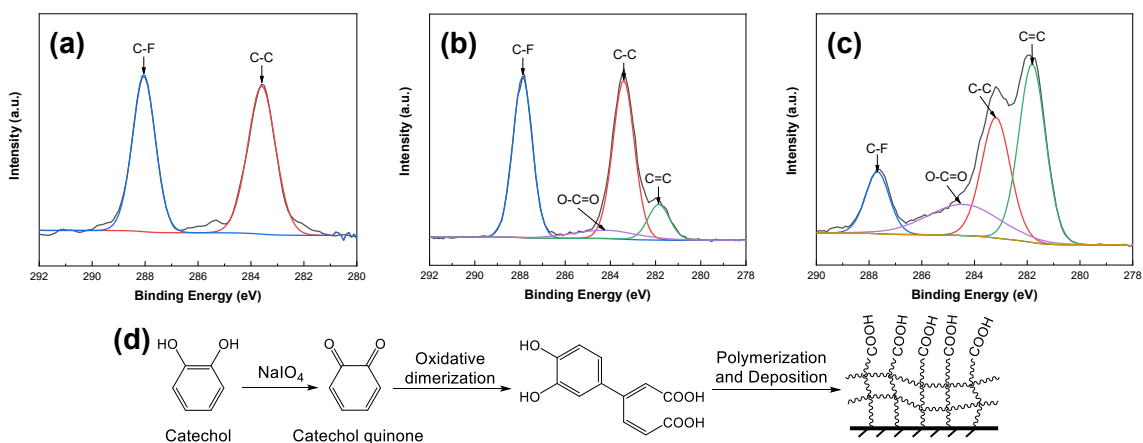 (a)
C-F
C-C
Intensity (a.u.)
292 290 288 286 284 282 280
Binding Energy (eV)
(b)
C-F
C-C
O-C=O
C=C
Intensity (a.u.)
292 290 288 286 284 282 280 278
Binding Energy (eV)
(c)
C=C
C-C
C-F
O-C=O
Intensity (a.u.)
290 288 286 284 282 280 278
Binding Energy (eV)
(d)
HO OH
NaIO4
O O
Oxidative
dimerization
HO
HO
COOH
COOH
Polymerization
and Deposition
COOH COOH COOH COOH COOH
Catechol
Catechol quinone